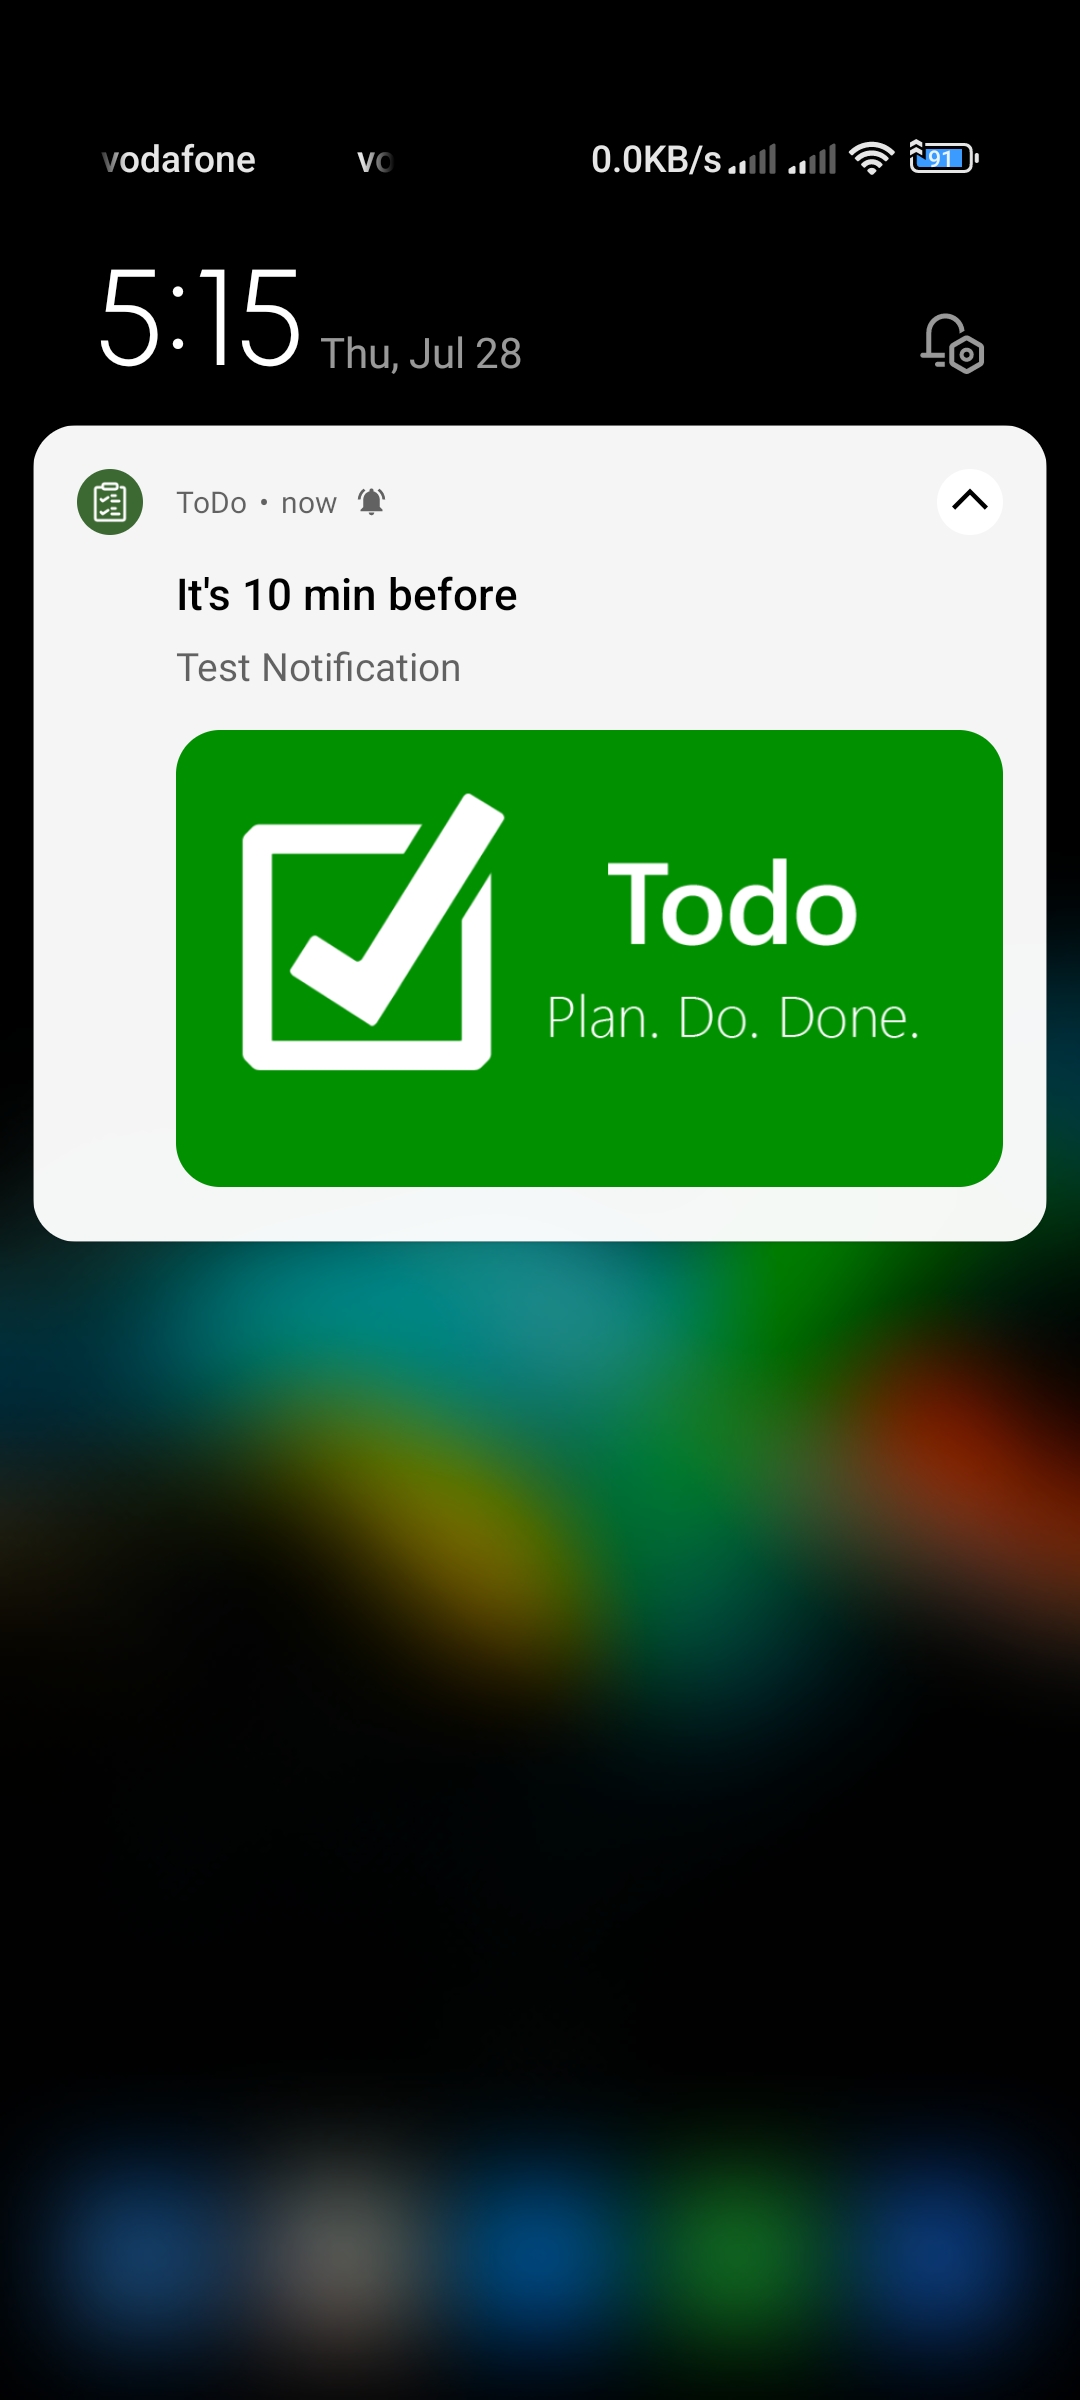 vodafone vo 0.0KB/s 91
5:15 Thu, Jul 28
ToDo • now
It's 10 min before
Test Notification
Todo
Plan. Do. Done.